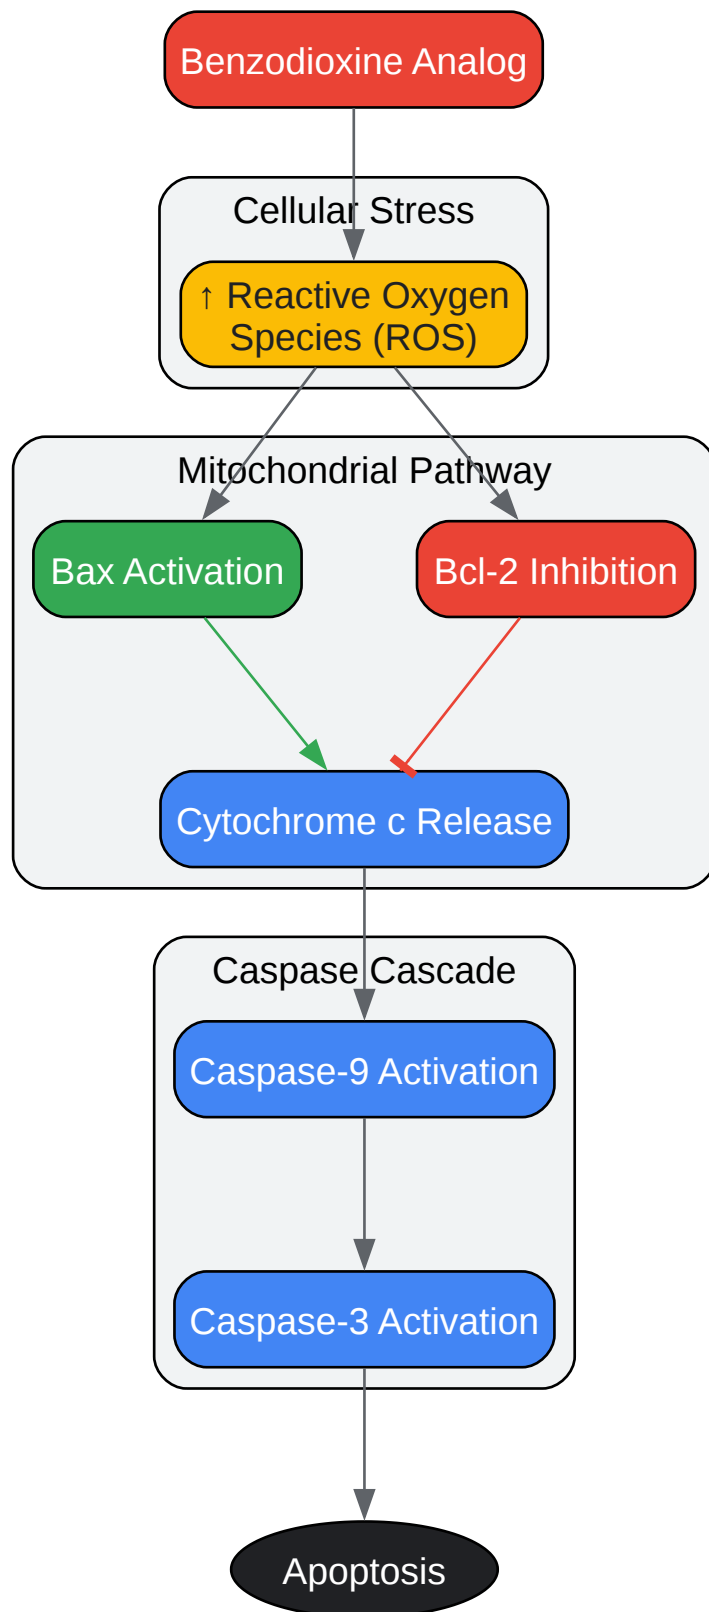 Benzodioxine Analog
Cellular Stress
↑ Reactive Oxygen
Species (ROS)
Mitochondrial Pathway
Bax Activation
Bcl-2 Inhibition
Cytochrome c Release
Caspase Cascade
Caspase-9 Activation
Caspase-3 Activation
Apoptosis